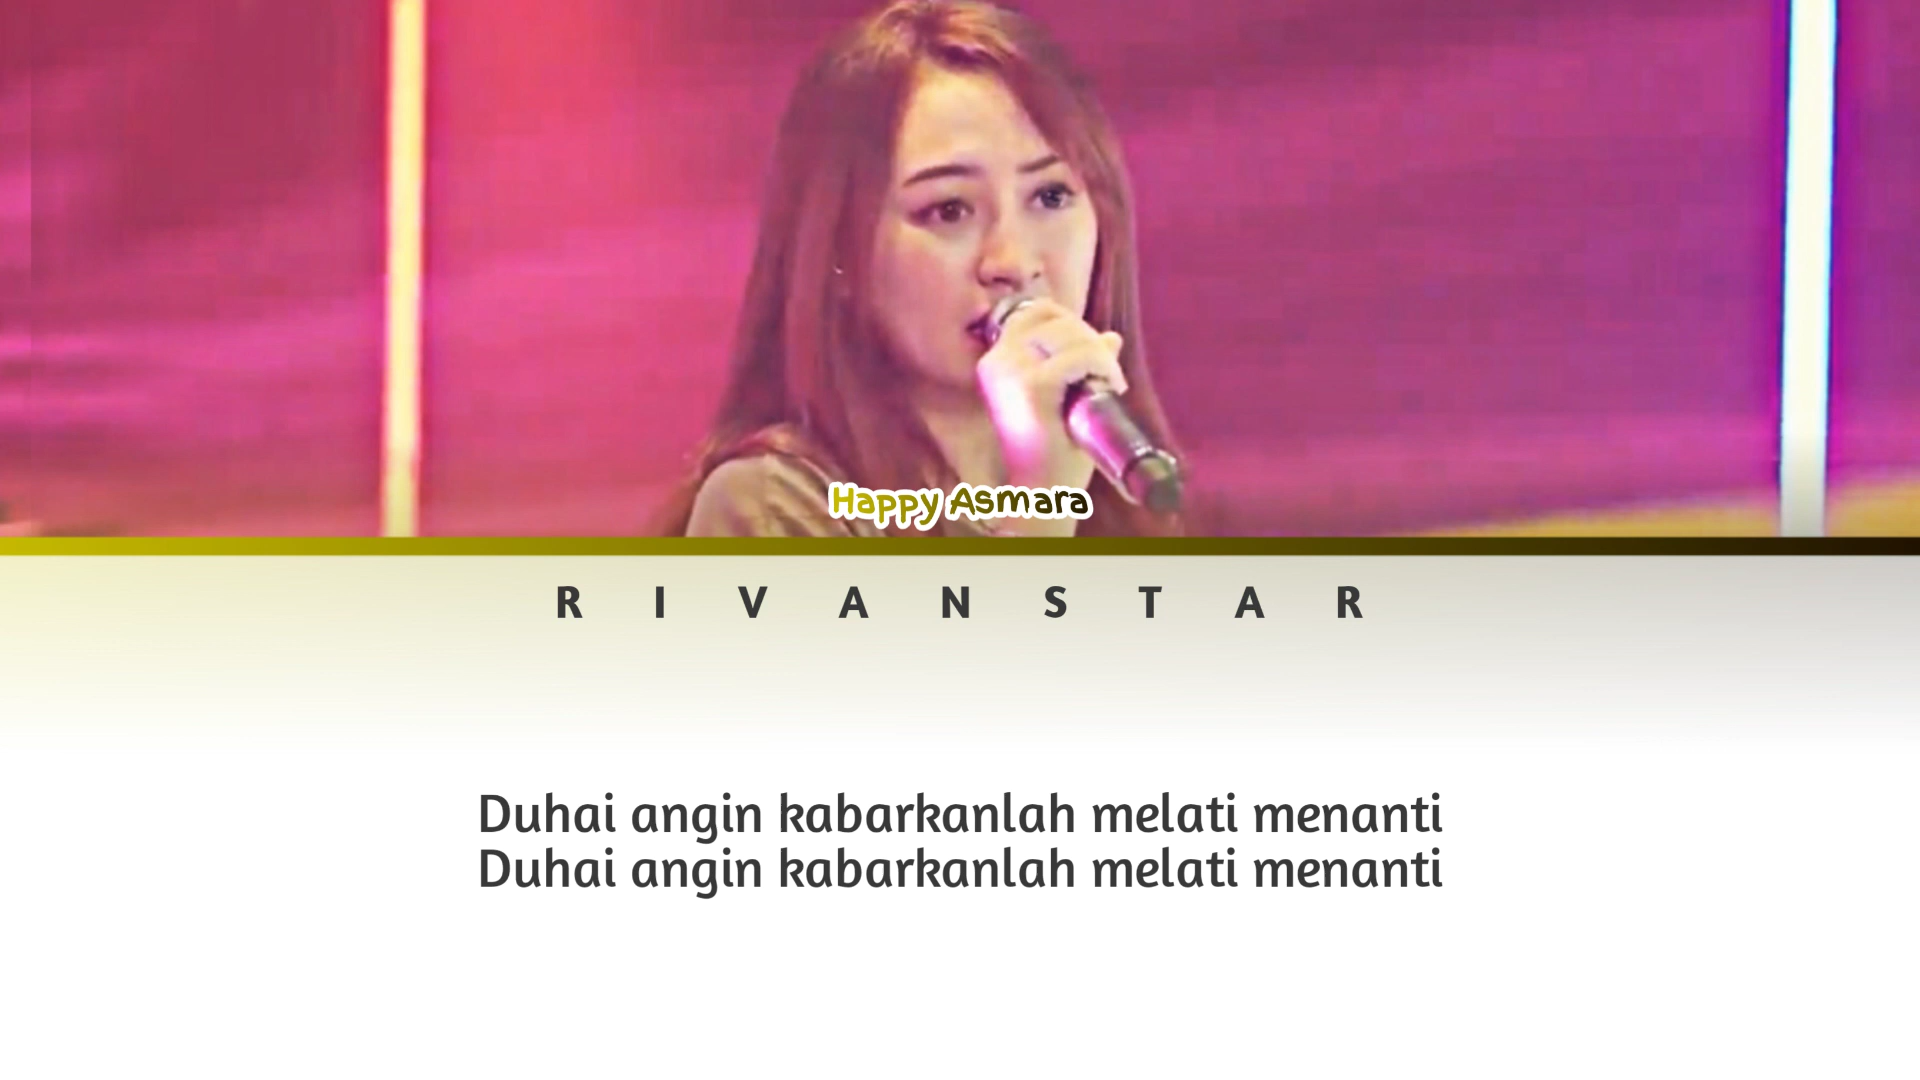 Happy Asmara
R I V A N S T A R
Duhai angin kabarkanlah melati menanti
Duhai angin kabarkanlah melati menanti